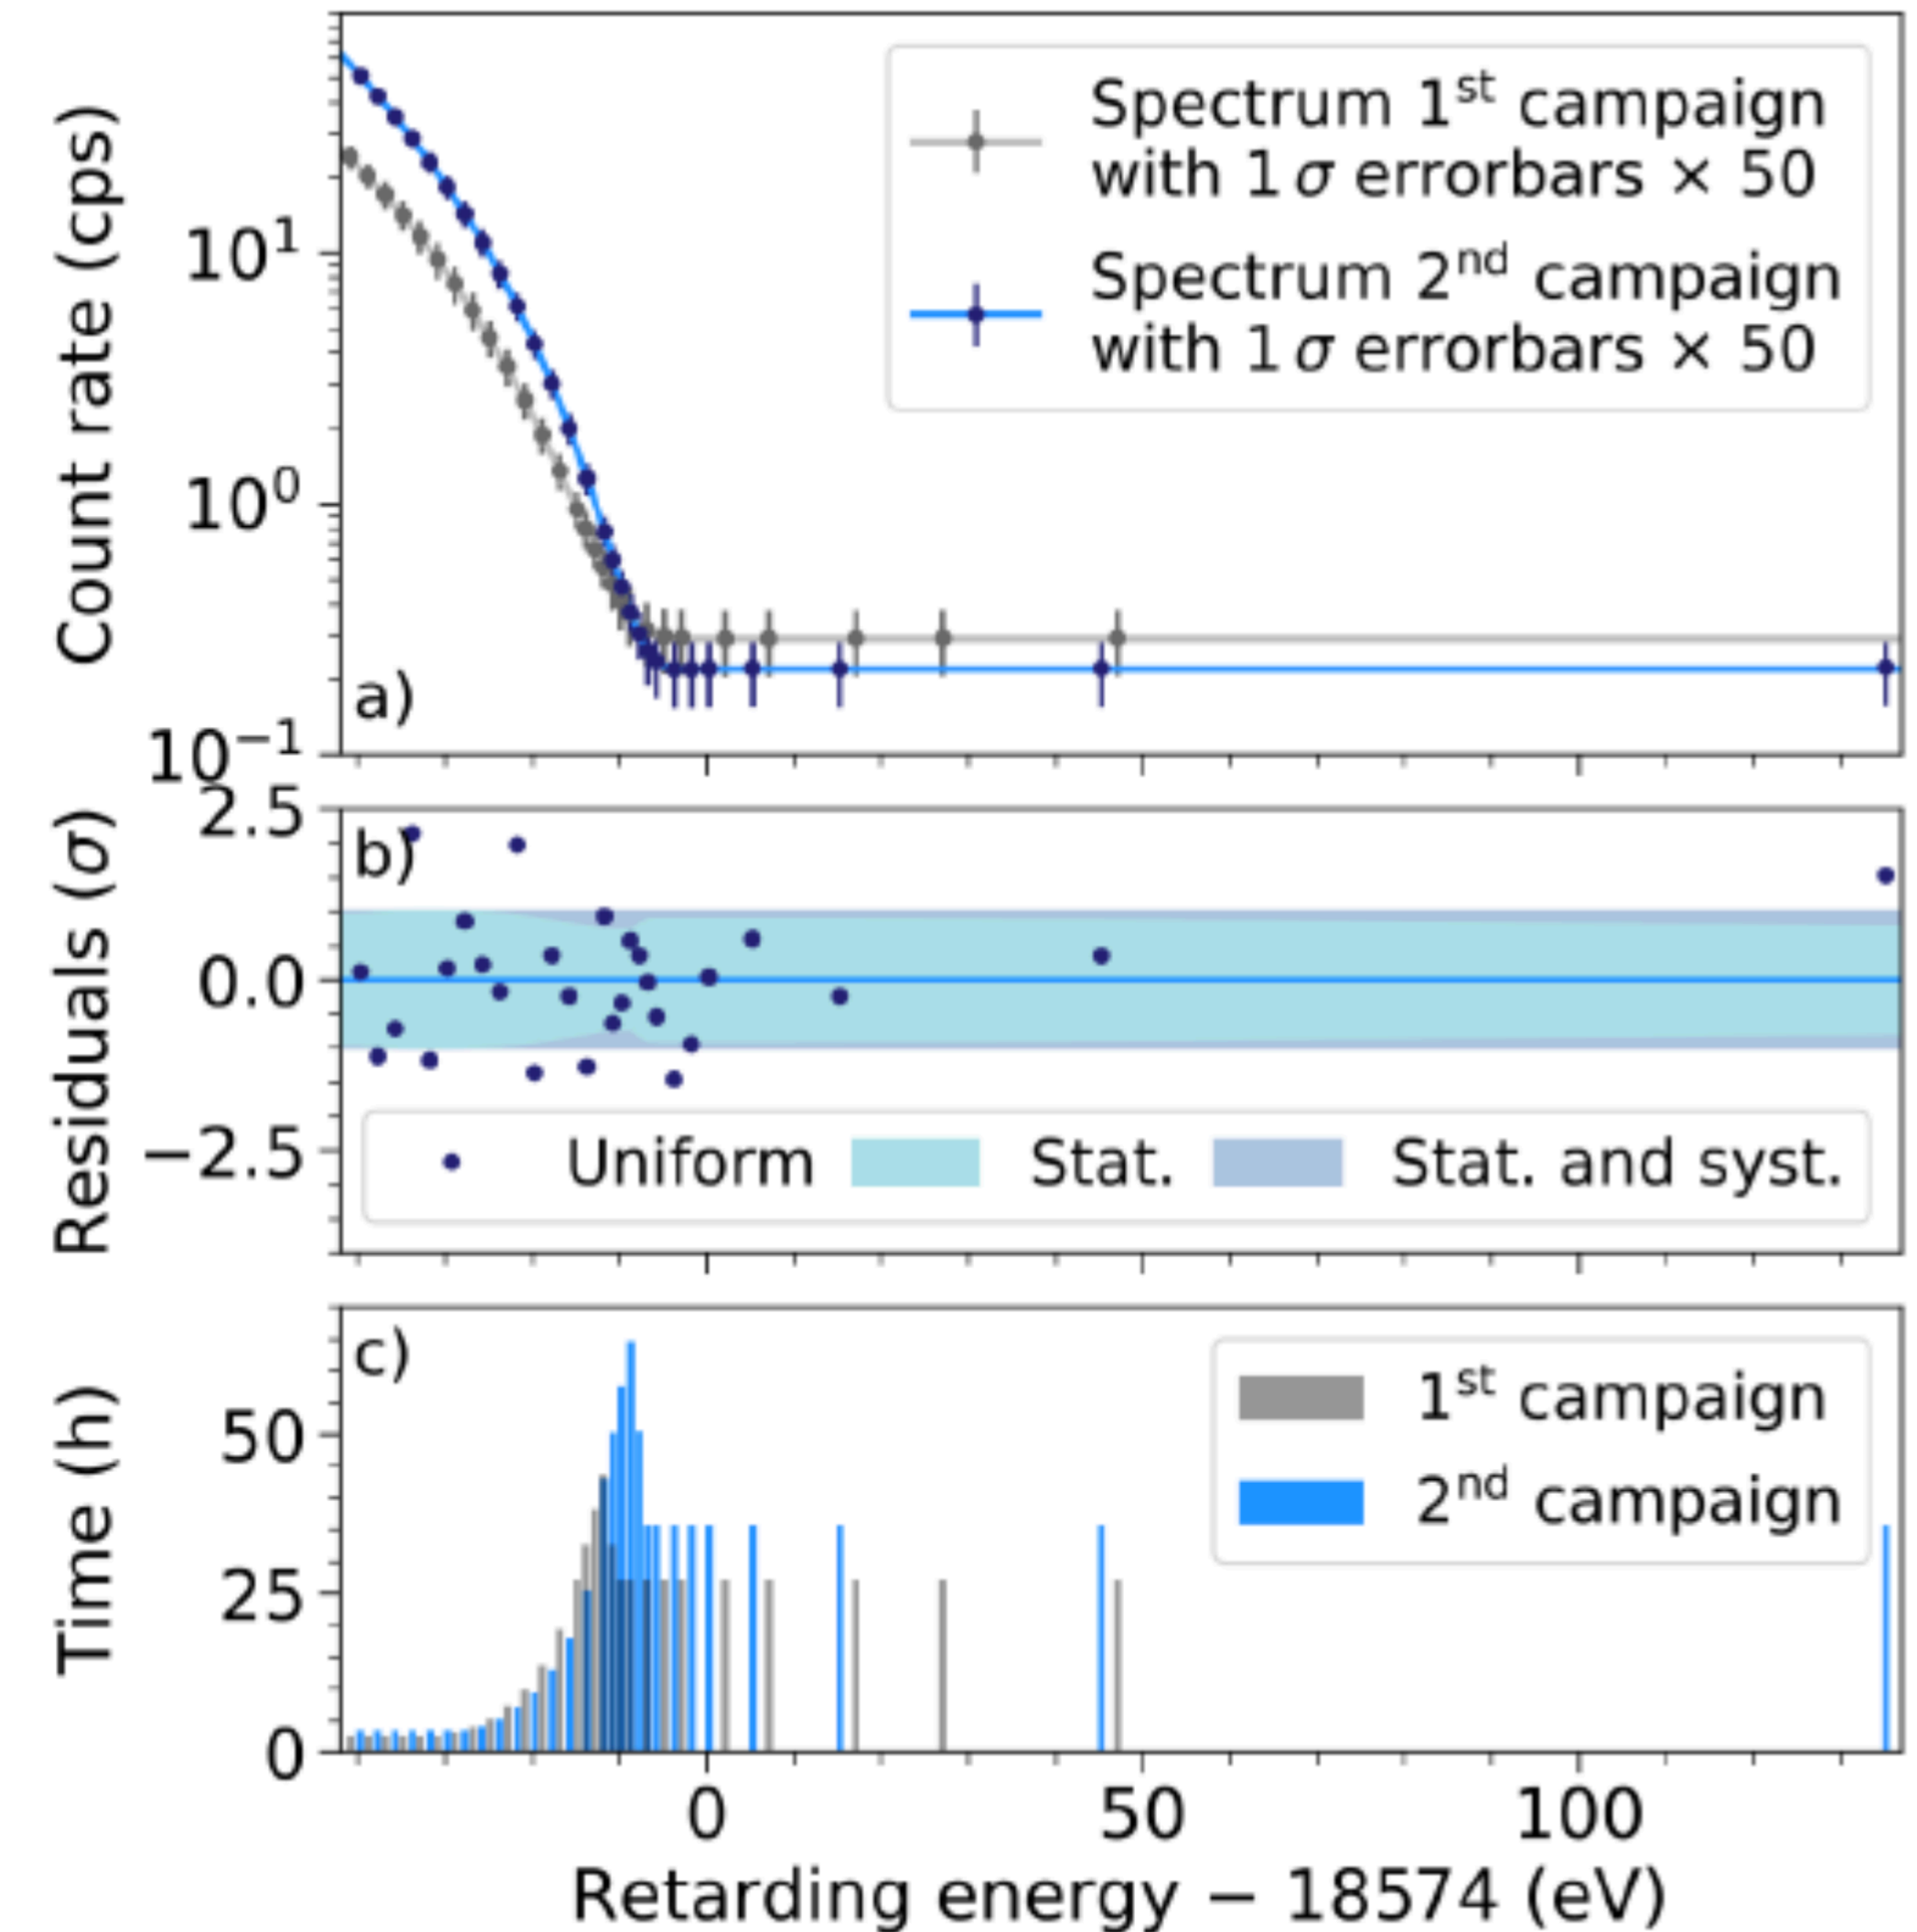 Count rate (cps)
10¹
10⁰
10⁻¹
Spectrum 1ˢᵗ campaign
with 1 σ errorbars × 50
Spectrum 2ⁿᵈ campaign
with 1 σ errorbars × 50
a)
Residuals (σ)
2.5
0.0
−2.5
b)
Uniform Stat. Stat. and syst.
Time (h)
50
25
0
c)
1ˢᵗ campaign
2ⁿᵈ campaign
0 50 100
Retarding energy − 18574 (eV)